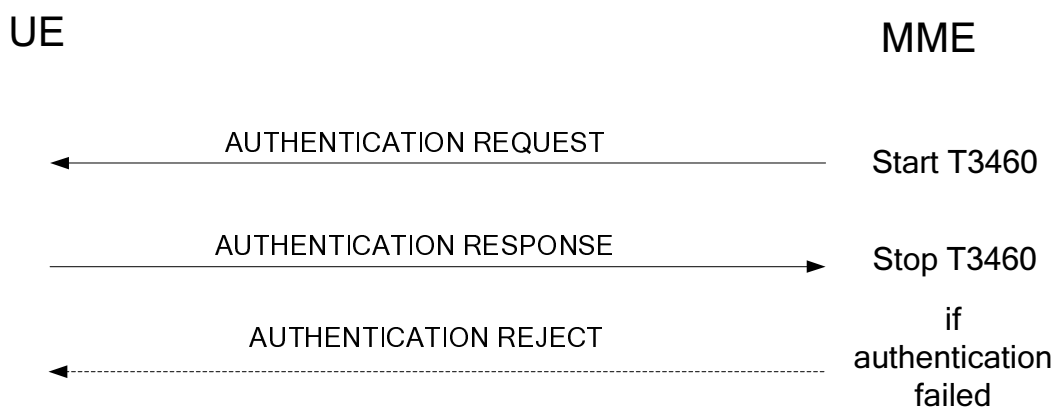 UE
MME
AUTHENTICATION REQUEST
Start T3460
AUTHENTICATION RESPONSE
Stop T3460
AUTHENTICATION REJECT
if
authentication
failed